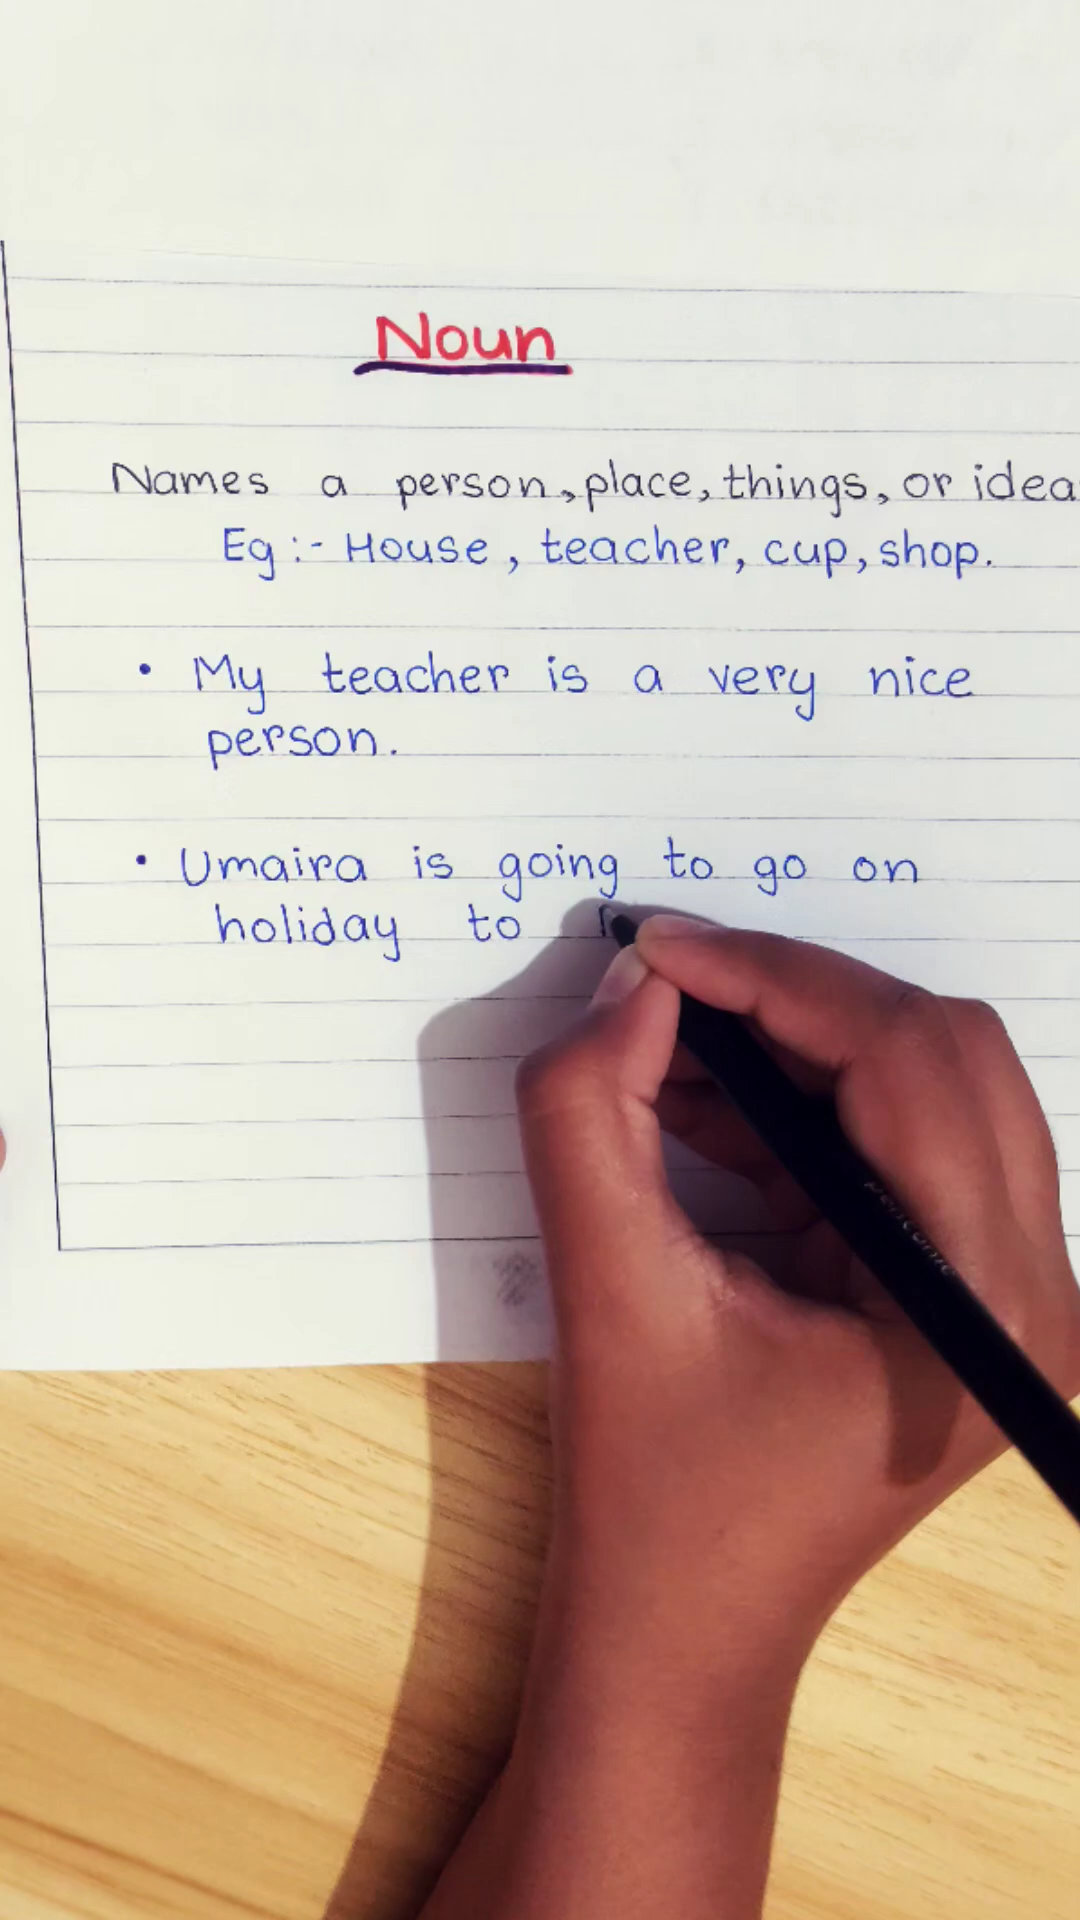 Noun
Names a person, place, things, or idea
Eg :- House, teacher, cup, shop.
• My teacher is a very nice
person.
• Umaira is going to go on
holiday to